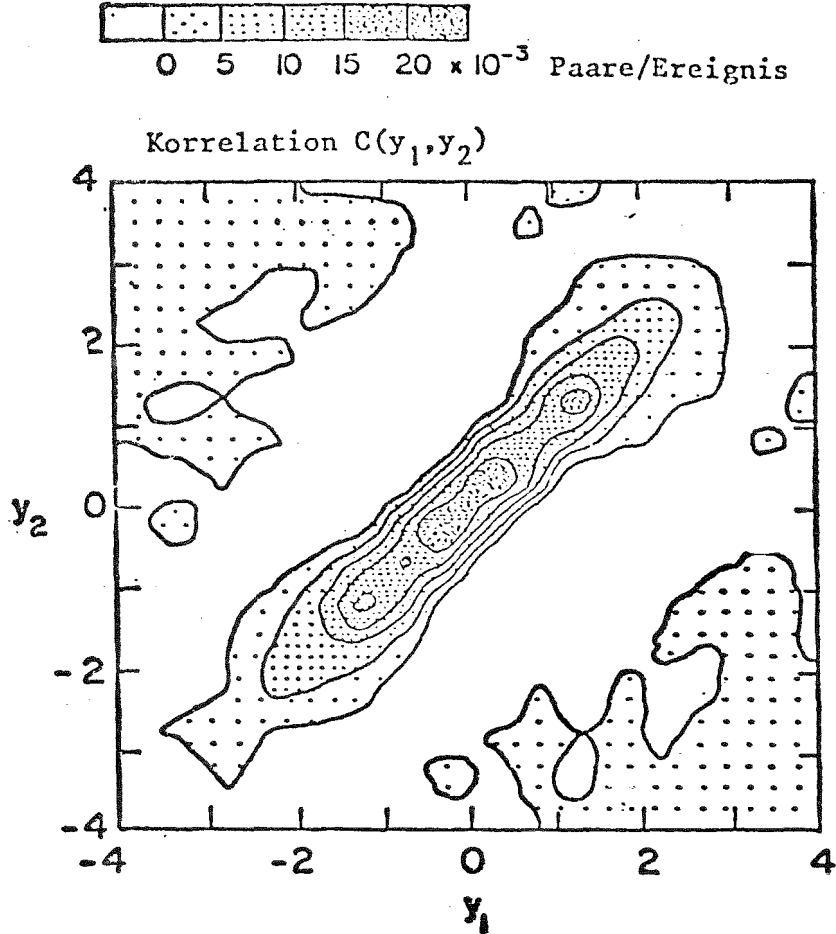 0 5 10 15 20 × 10⁻³ Paare/Ereignis
Korrelation C(y₁,y₂)
4
2
y₂ 0
-2
-4
-4 -2 0 2 4
y₁